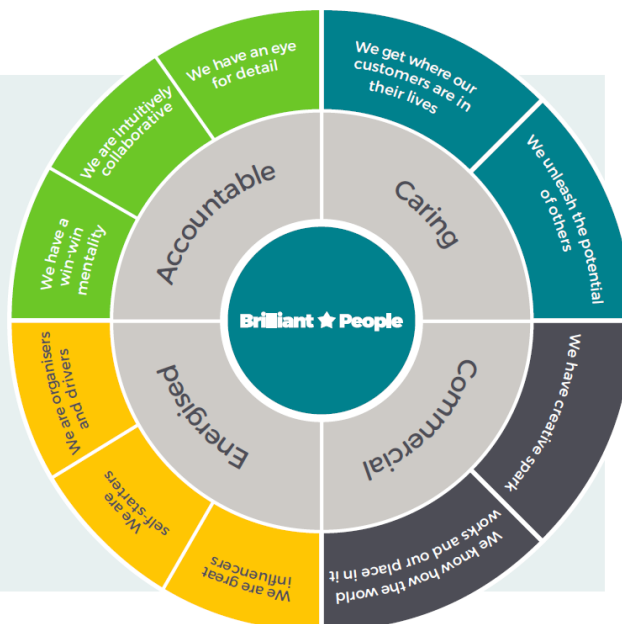 We have an eye
for detail
We get where our
customers are in
their lives
We are intuitively
collaborative
We unleash the potential
of others
Accountable
Caring
We have a
win-win
mentality
Brilliant People
We are organisers
and drivers
Energised
Commercial
We have creative spark
We are
self-starters
We are great
influencers
We know how the world
works and our place in it